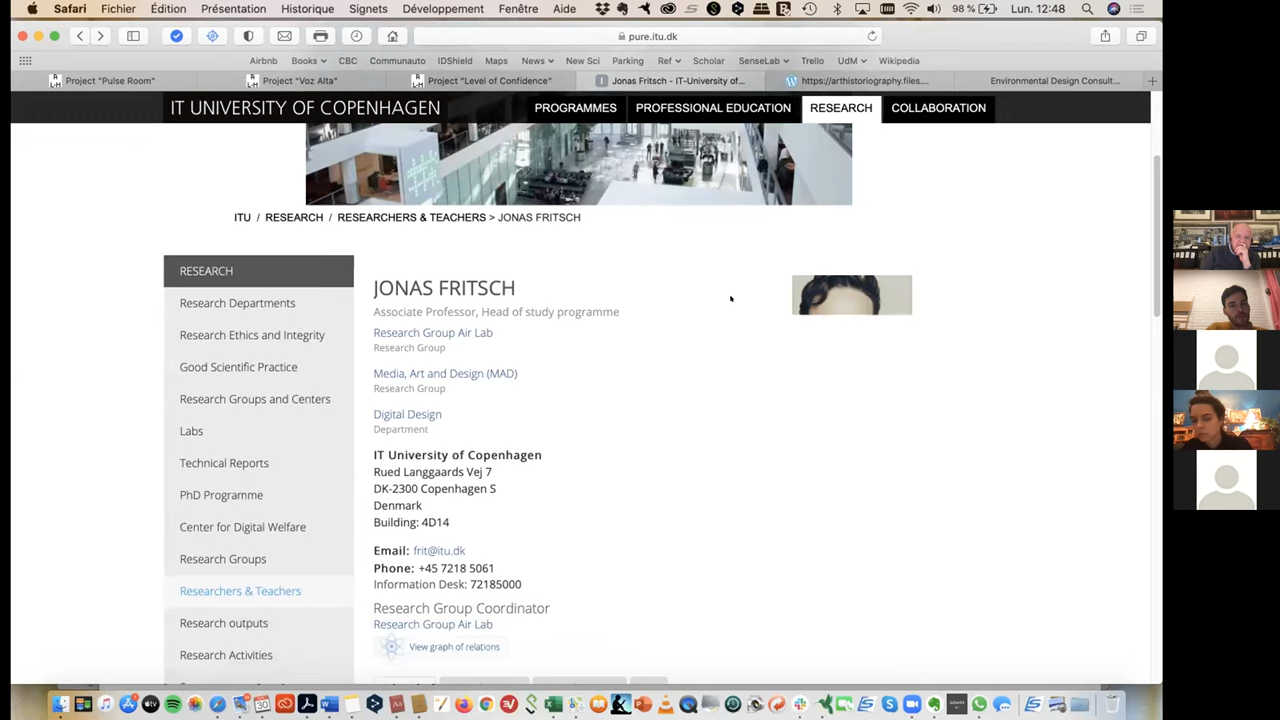 Safari Fichier Édition Présentation Historique Signets Développement Fenêtre Aide 98 % Lun. 12:48
pure.itu.dk
Airbnb Books CBC Communauto IDShield Maps News New Sci Parking Ref Scholar SenseLab Trello UdM Wikipedia
Project "Pulse Room" Project "Voz Alta" Project "Level of Confidence" Jonas Fritsch - IT-University of... https://arthistoriography.files.... Environmental Design Consult...
IT UNIVERSITY OF COPENHAGEN PROGRAMMES PROFESSIONAL EDUCATION RESEARCH COLLABORATION
ITU / RESEARCH / RESEARCHERS & TEACHERS > JONAS FRITSCH
RESEARCH
Research Departments
Research Ethics and Integrity
Good Scientific Practice
Research Groups and Centers
Labs
Technical Reports
PhD Programme
Center for Digital Welfare
Research Groups
Researchers & Teachers
Research outputs
Research Activities
JONAS FRITSCH
Associate Professor, Head of study programme
Research Group Air Lab
Research Group
Media, Art and Design (MAD)
Research Group
Digital Design
Department
IT University of Copenhagen
Rued Langgaards Vej 7
DK-2300 Copenhagen S
Denmark
Building: 4D14
Email: frit@itu.dk
Phone: +45 7218 5061
Information Desk: 72185000
Research Group Coordinator
Research Group Air Lab
View graph of relations